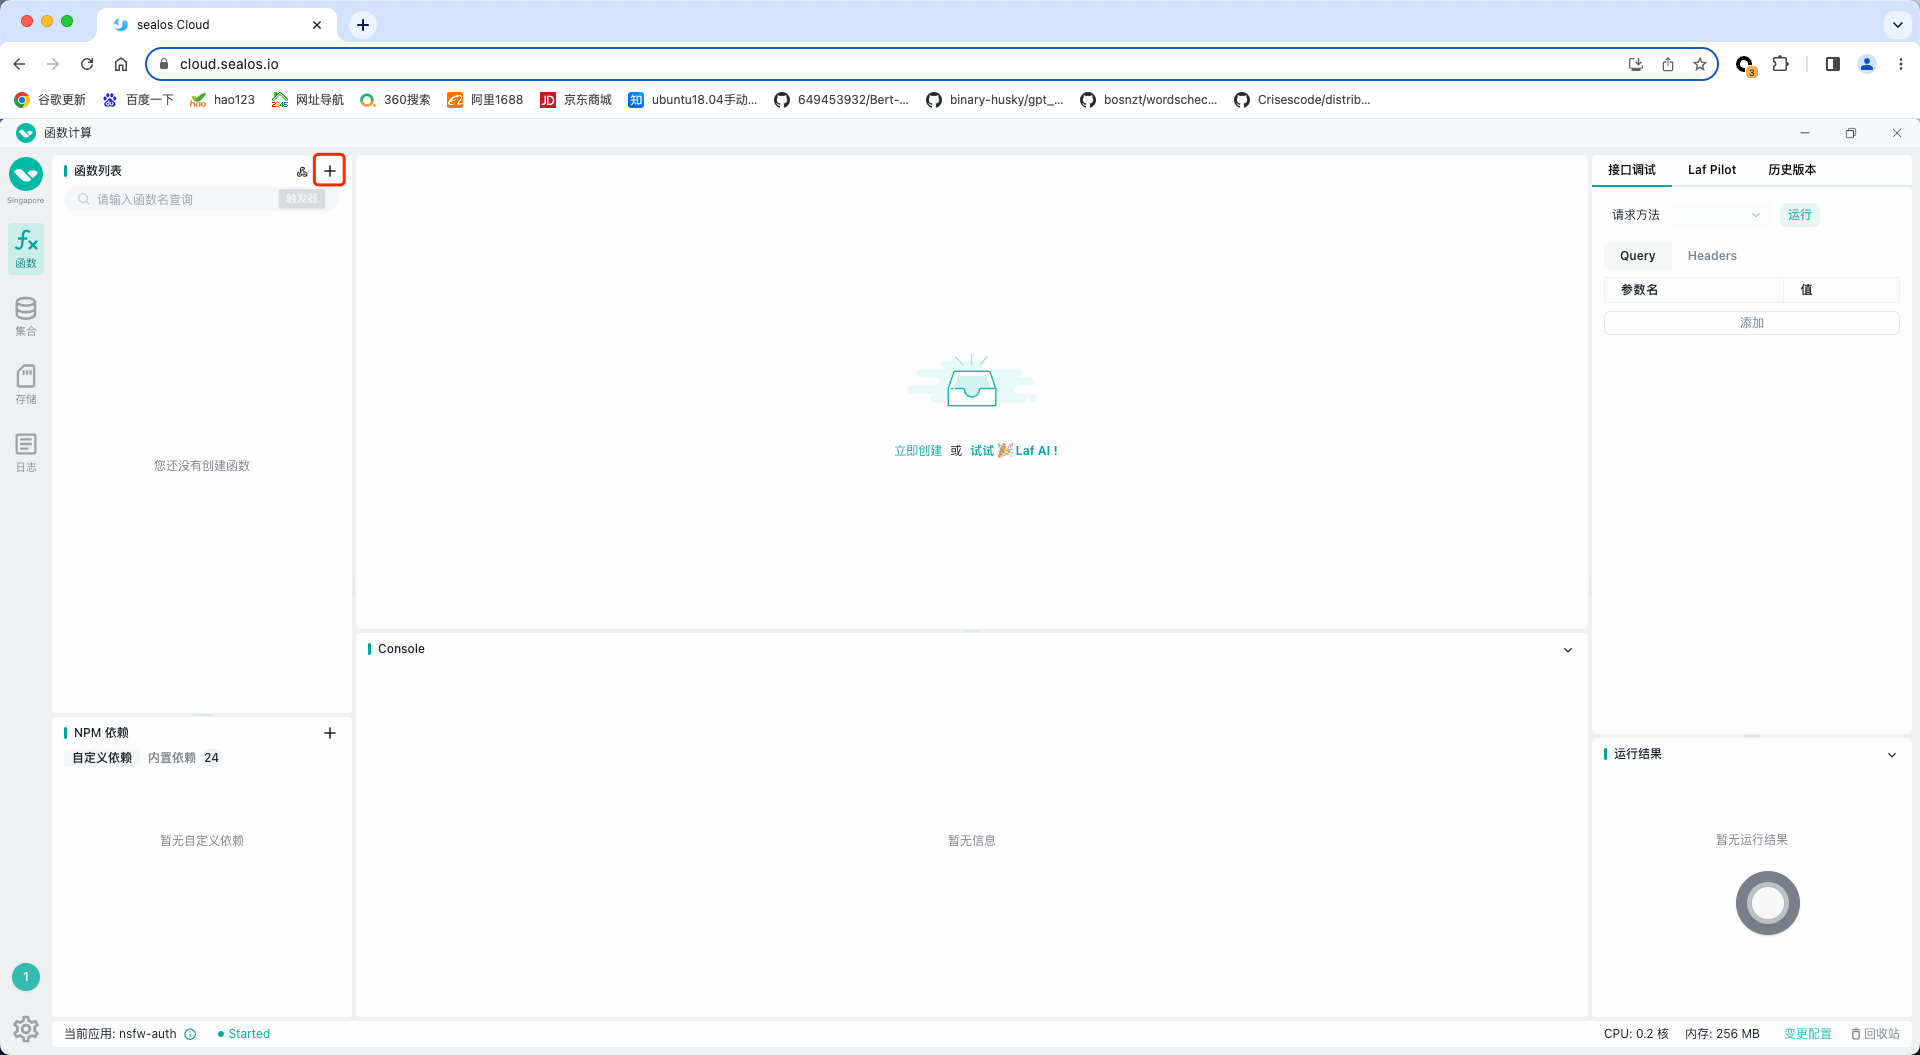 sealos Cloud
cloud.sealos.io
3
谷歌更新
百度一下
hao123
网址导航
360搜索
阿里1688
京东商城
ubuntu18.04手动...
649453932/Bert-...
binary-husky/gpt_...
bosnzt/wordschec...
Crisescode/distrib...
函数计算
Singapore
函数
集合
存储
日志
1
函数列表
请输入函数名查询
触发器
您还没有创建函数
NPM 依赖
自定义依赖 内置依赖 24
暂无自定义依赖
立即创建 或 试试 Laf AI !
Console
暂无信息
接口调试 Laf Pilot 历史版本
请求方法 运行
Query Headers
参数名 值
添加
运行结果
暂无运行结果
当前应用: nsfw-auth Started
CPU: 0.2 核 内存: 256 MB 变更配置 回收站